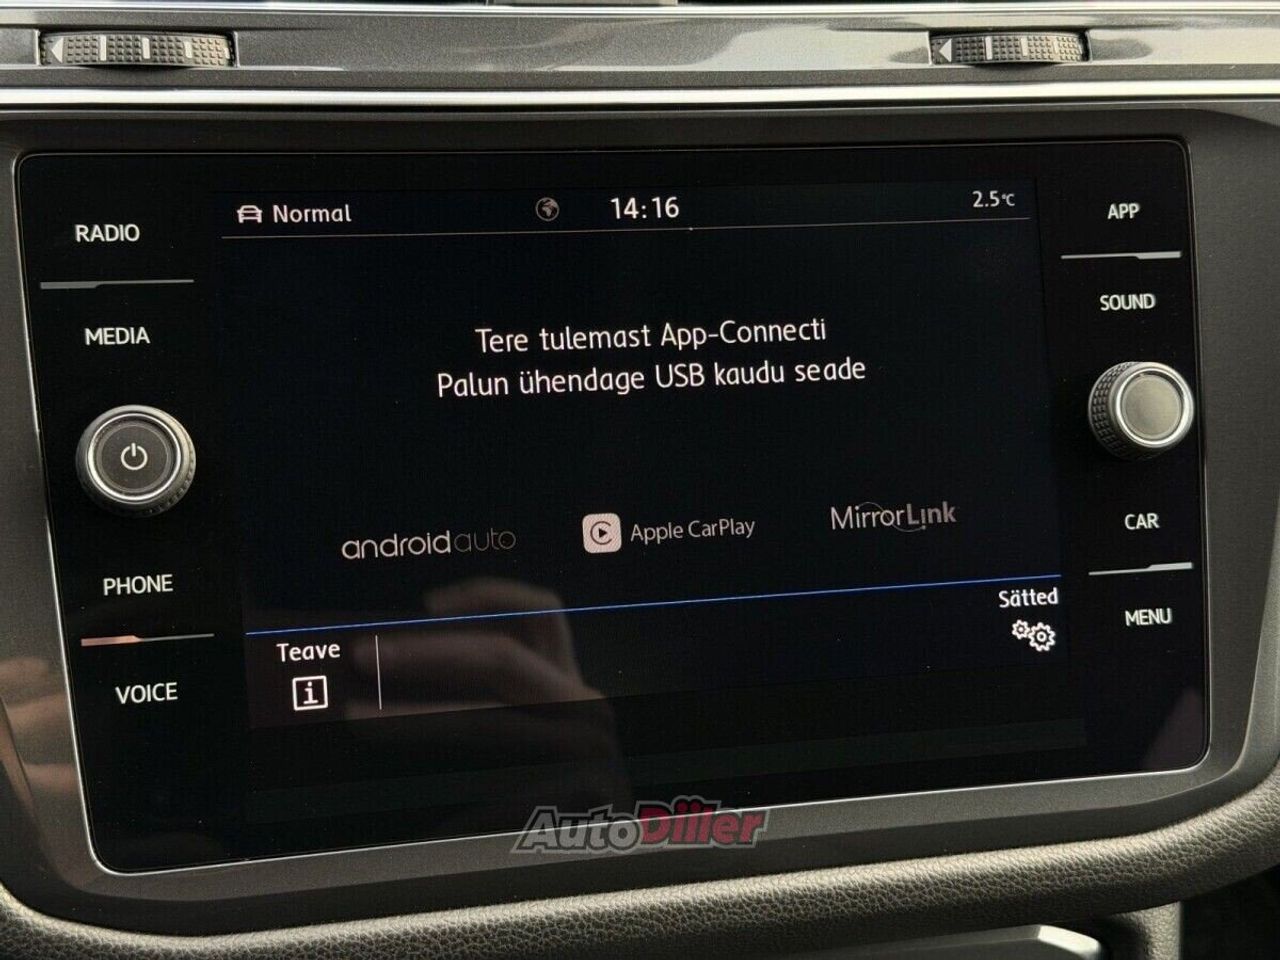 RADIO
MEDIA
PHONE
VOICE
Normal
14:16
2.5°C
Tere tulemast App-Connecti
Palun ühendage USB kaudu seade
androidauto
Apple CarPlay
MirrorLink
Teave
Sätted
APP
SOUND
CAR
MENU
AutoDiiler